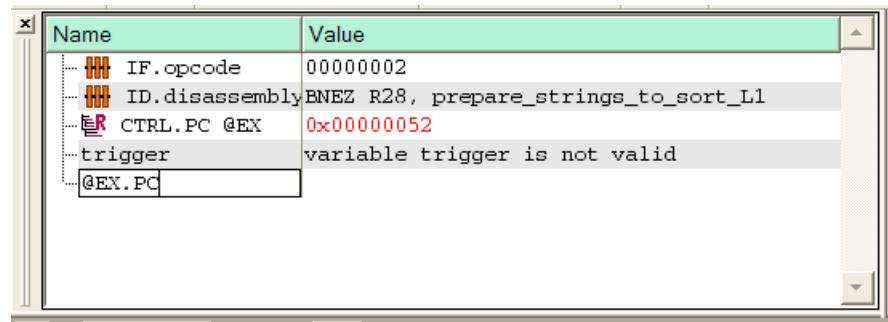 Name Value
IF.opcode 00000002
ID.disassembly BNEZ R28, prepare_strings_to_sort_L1
CTRL.PC @EX 0x00000052
trigger variable trigger is not valid
@EX.PC